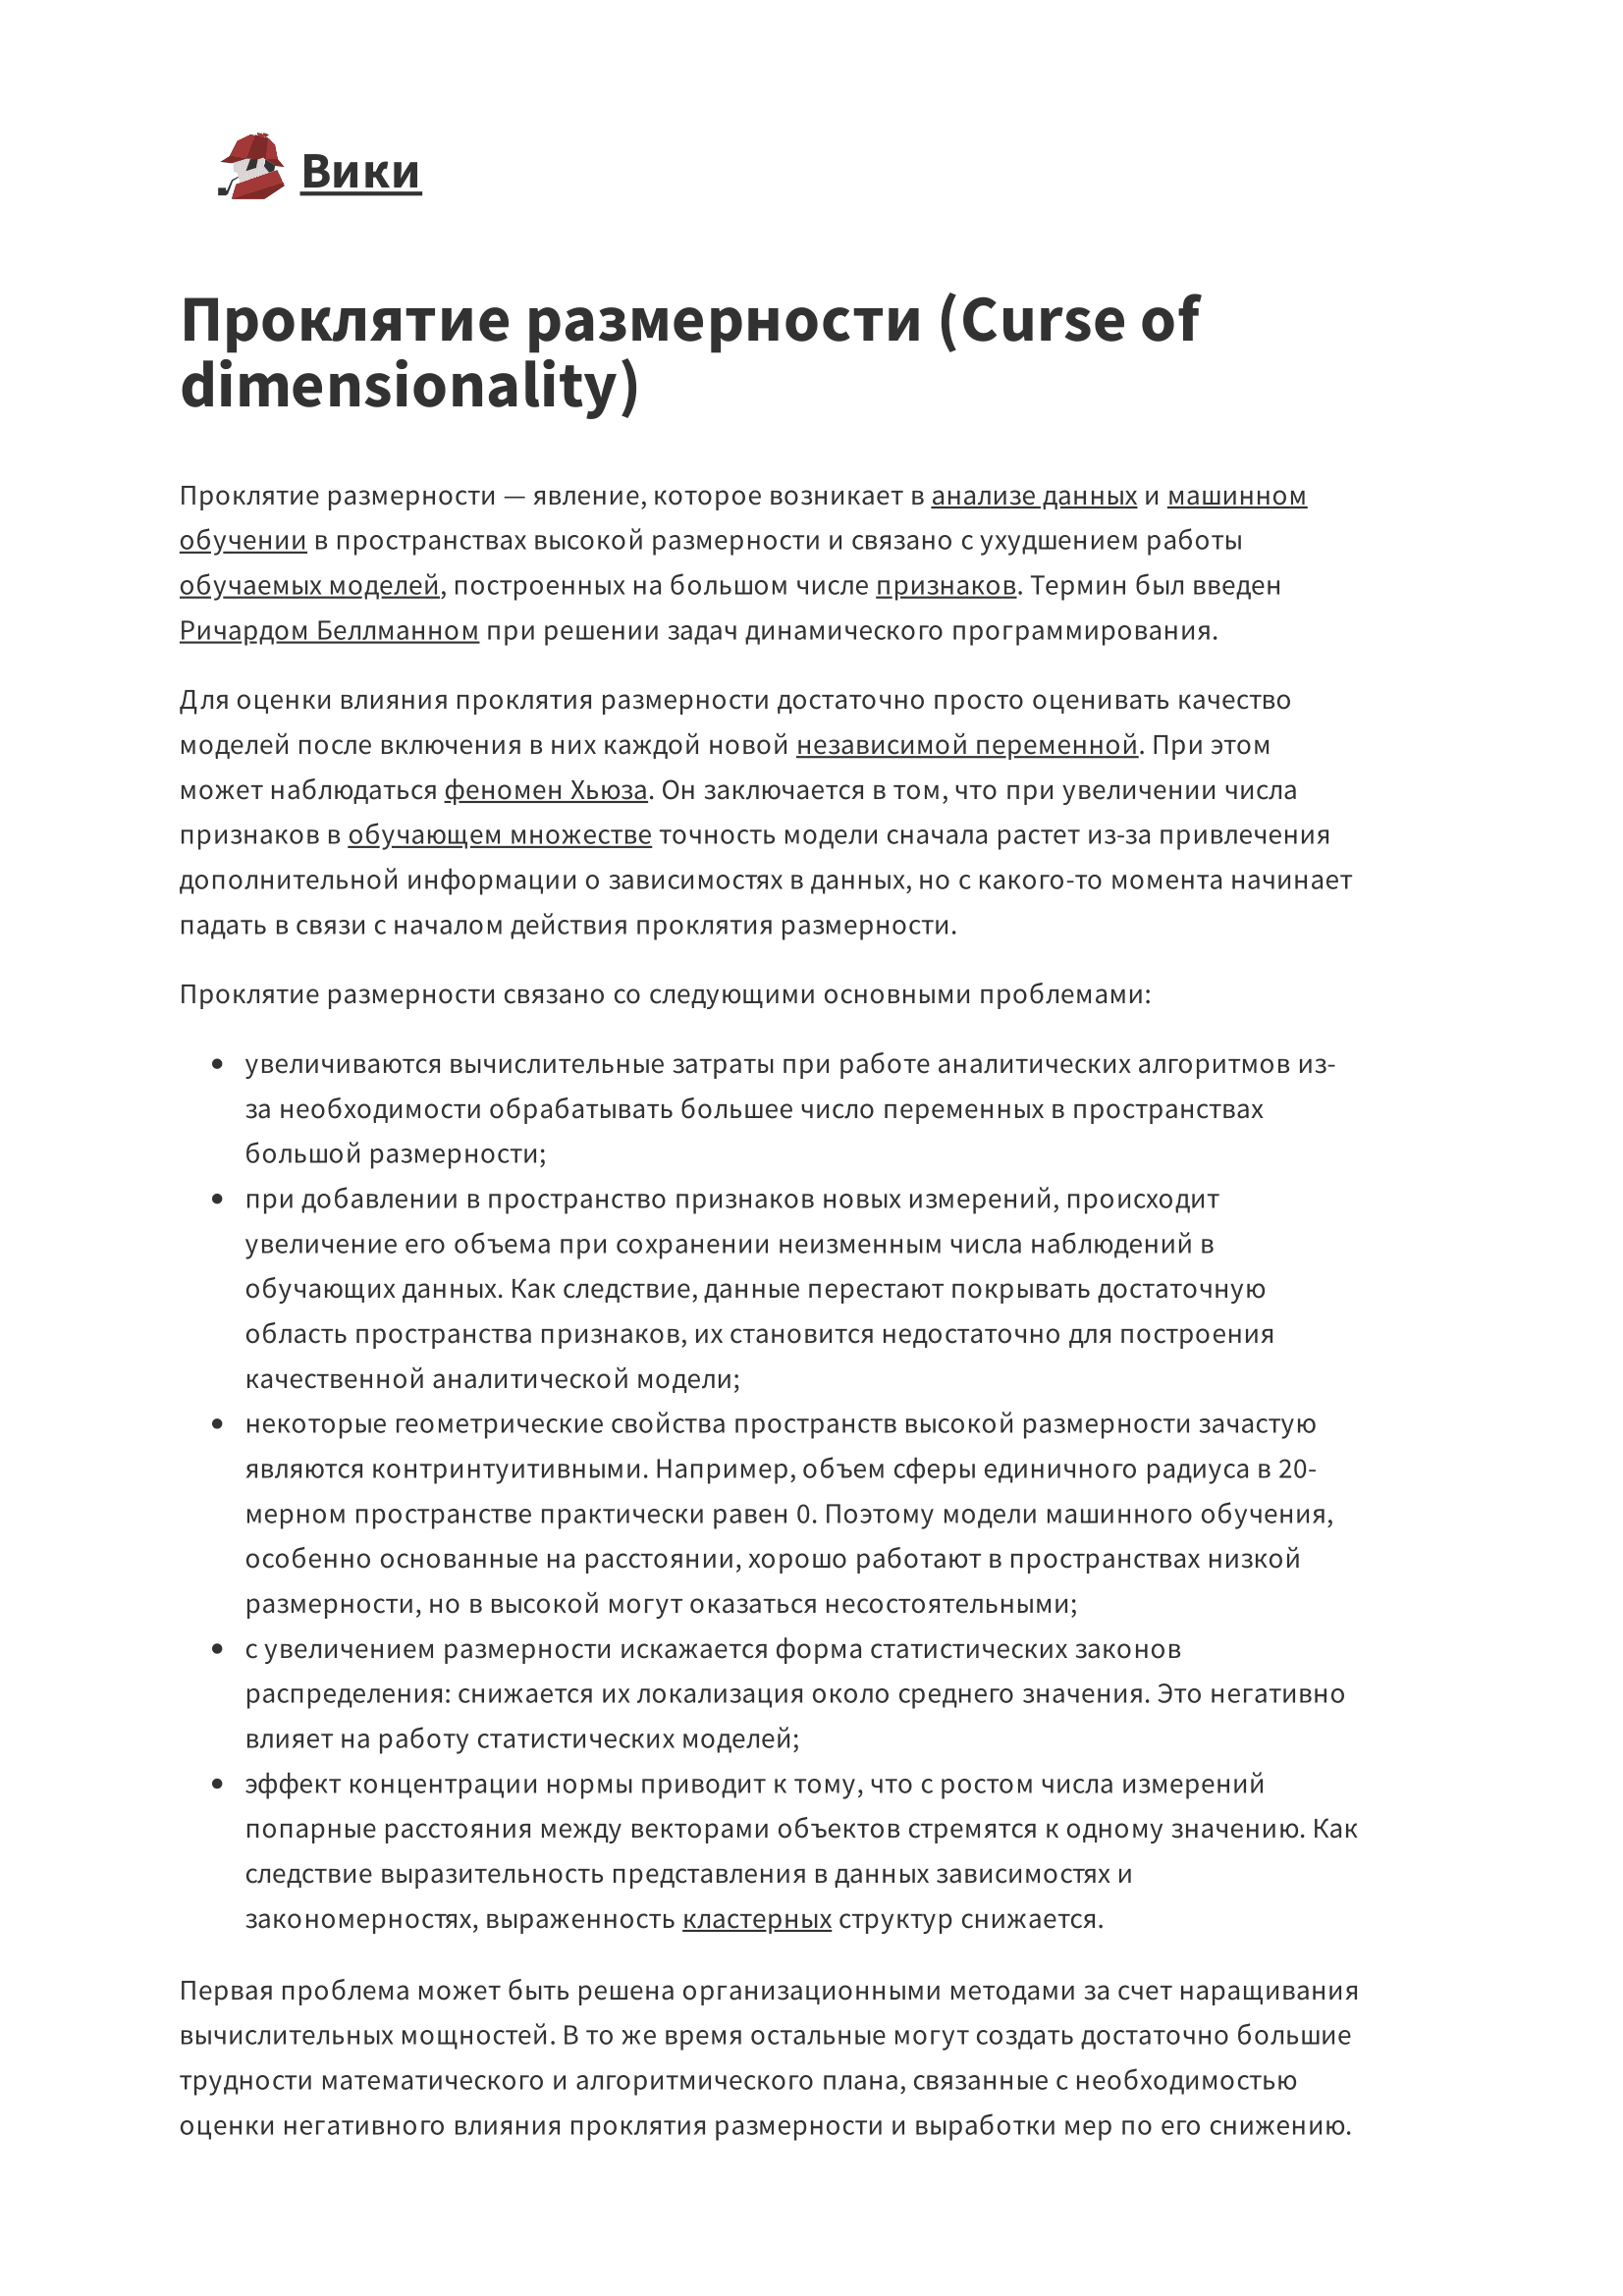 Вики
Проклятие размерности (Curse of
dimensionality)
Проклятие размерности — явление, которое возникает в анализе данных и машинном
обучении в пространствах высокой размерности и связано с ухудшением работы
обучаемых моделей, построенных на большом числе признаков. Термин был введен
Ричардом Беллманном при решении задач динамического программирования.
Для оценки влияния проклятия размерности достаточно просто оценивать качество
моделей после включения в них каждой новой независимой переменной. При этом
может наблюдаться феномен Хьюза. Он заключается в том, что при увеличении числа
признаков в обучающем множестве точность модели сначала растет из-за привлечения
дополнительной информации о зависимостях в данных, но с какого-то момента начинает
падать в связи с началом действия проклятия размерности.
Проклятие размерности связано со следующими основными проблемами:
• увеличиваются вычислительные затраты при работе аналитических алгоритмов из-
за необходимости обрабатывать большее число переменных в пространствах
большой размерности;
• при добавлении в пространство признаков новых измерений, происходит
увеличение его объема при сохранении неизменным числа наблюдений в
обучающих данных. Как следствие, данные перестают покрывать достаточную
область пространства признаков, их становится недостаточно для построения
качественной аналитической модели;
• некоторые геометрические свойства пространств высокой размерности зачастую
являются контринтуитивными. Например, объем сферы единичного радиуса в 20-
мерном пространстве практически равен 0. Поэтому модели машинного обучения,
особенно основанные на расстоянии, хорошо работают в пространствах низкой
размерности, но в высокой могут оказаться несостоятельными;
• с увеличением размерности искажается форма статистических законов
распределения: снижается их локализация около среднего значения. Это негативно
влияет на работу статистических моделей;
• эффект концентрации нормы приводит к тому, что с ростом числа измерений
попарные расстояния между векторами объектов стремятся к одному значению. Как
следствие выразительность представления в данных зависимостях и
закономерностях, выраженность кластерных структур снижается.
Первая проблема может быть решена организационными методами за счет наращивания
вычислительных мощностей. В то же время остальные могут создать достаточно большие
трудности математического и алгоритмического плана, связанные с необходимостью
оценки негативного влияния проклятия размерности и выработки мер по его снижению.